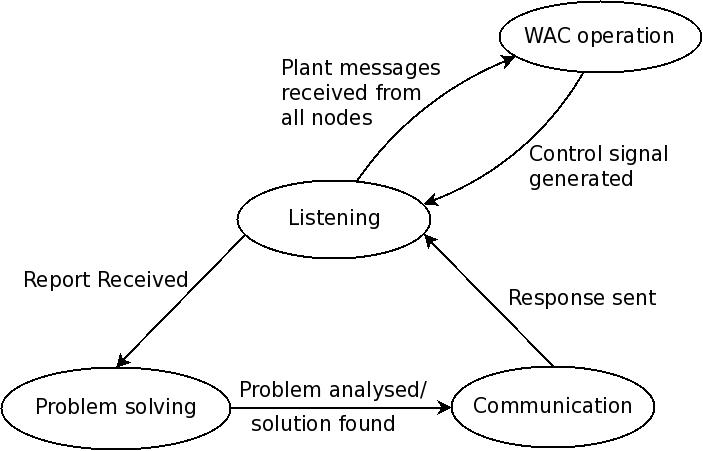 WAC operation
Plant messages
received from
all nodes
Control signal
generated
Listening
Report Received
Response sent
Problem solving
Problem analysed/
solution found
Communication